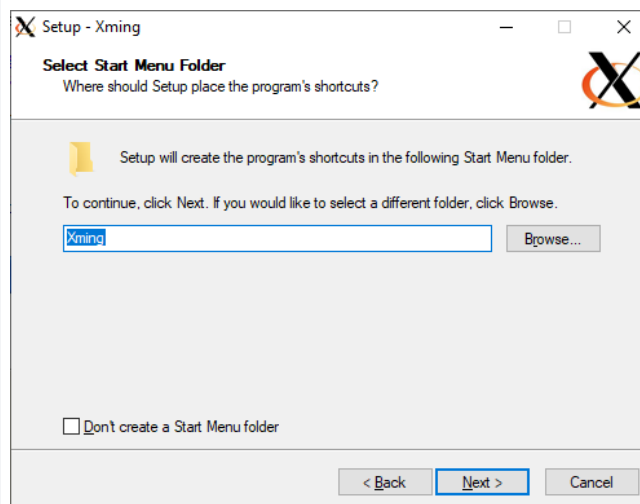 Setup - Xming
Select Start Menu Folder
Where should Setup place the program's shortcuts?
Setup will create the program's shortcuts in the following Start Menu folder.
To continue, click Next. If you would like to select a different folder, click Browse.
Xming
Browse...
Don't create a Start Menu folder
< Back
Next >
Cancel